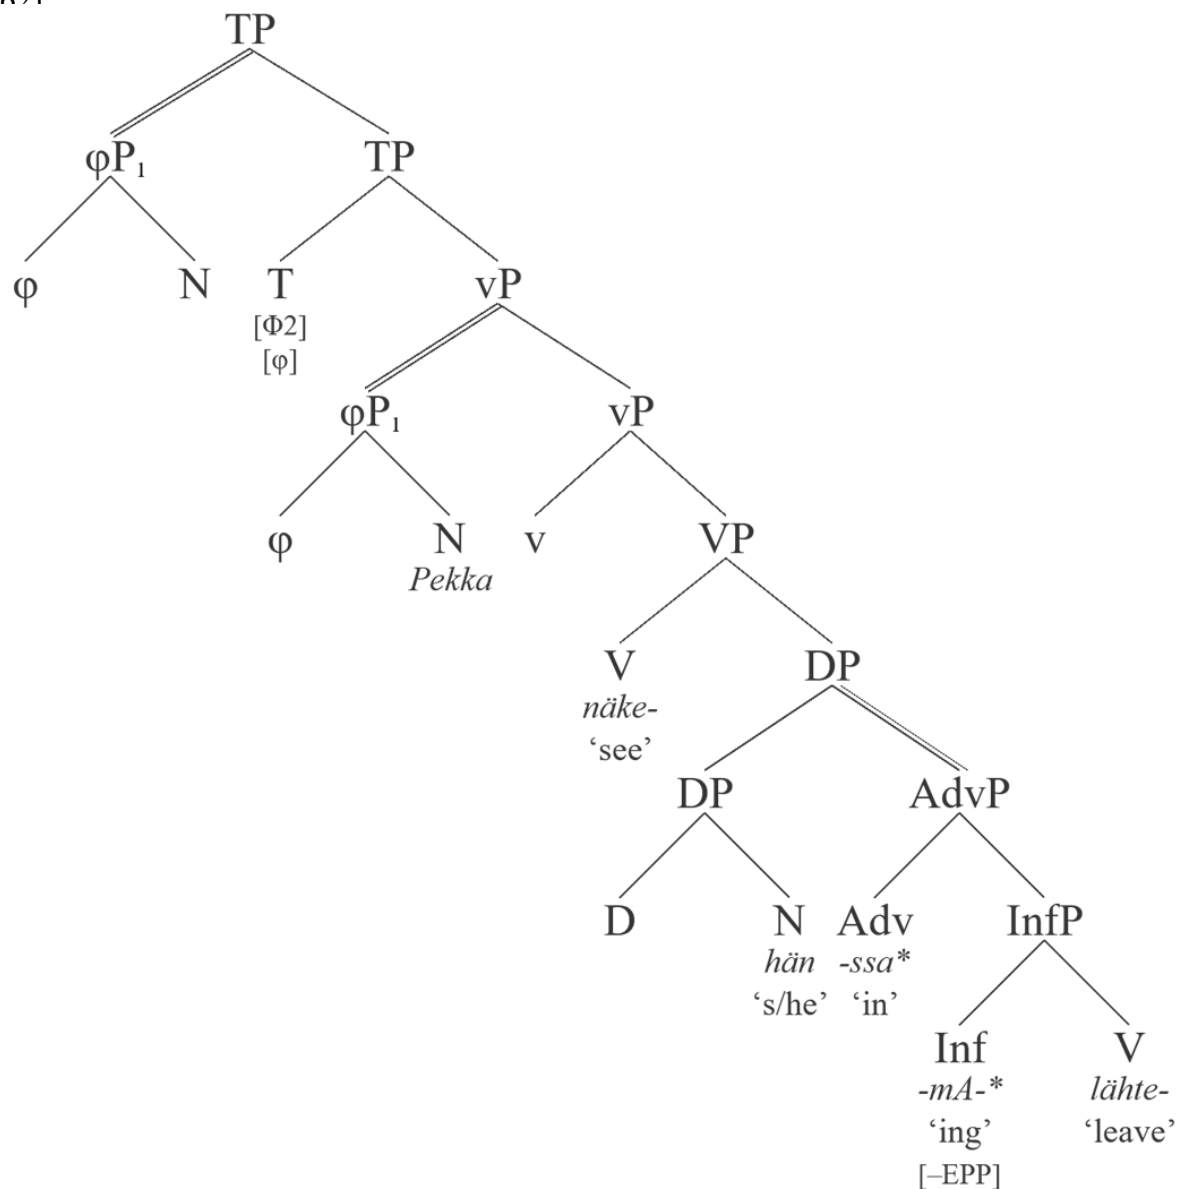 TP
φP₁ TP
φ N T vP
[Φ2]
[φ]
φP₁ vP
φ N v VP
Pekka
V DP
näke-
‘see’
DP AdvP
D N Adv InfP
hän -ssa*
‘s/he’ ‘in’
Inf V
-mA-* lähte-
‘ing’ ‘leave’
[–EPP]